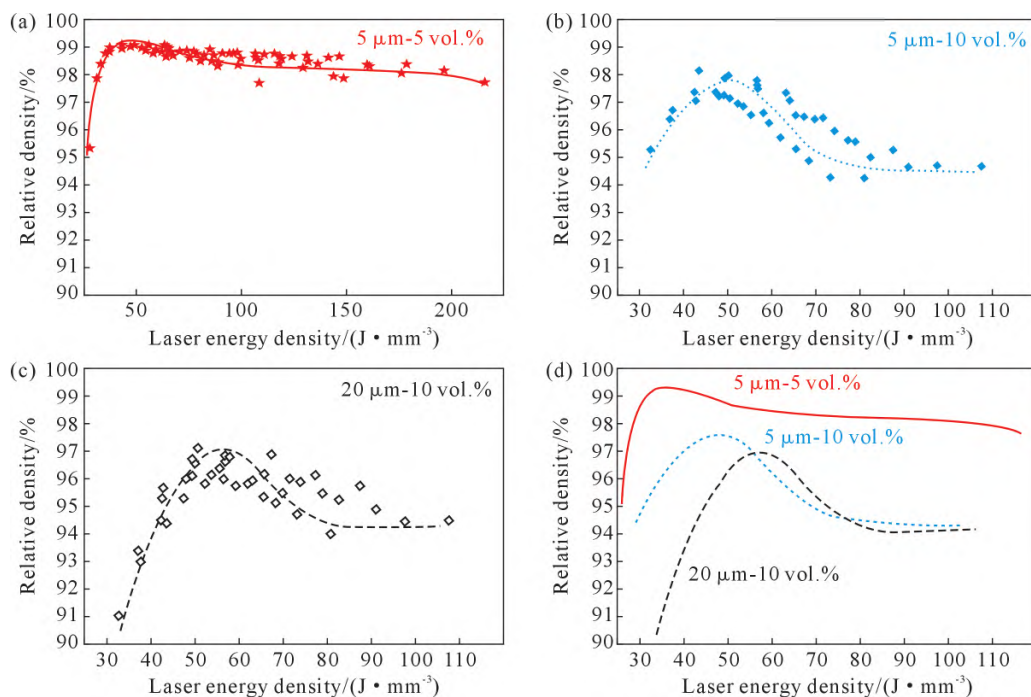 (a)
5 μm-5 vol.%
Relative density/%
100
99
98
97
96
95
94
93
92
91
90
50 100 150 200
Laser energy density/(J • mm⁻³)
(b)
5 μm-10 vol.%
Relative density/%
100
99
98
97
96
95
94
93
92
91
90
30 40 50 60 70 80 90 100 110
Laser energy density/(J • mm⁻³)
(c)
20 μm-10 vol.%
Relative density/%
100
99
98
97
96
95
94
93
92
91
90
30 40 50 60 70 80 90 100 110
Laser energy density/(J • mm⁻³)
(d)
5 μm-5 vol.%
5 μm-10 vol.%
20 μm-10 vol.%
Relative density/%
100
99
98
97
96
95
94
93
92
91
90
30 40 50 60 70 80 90 100 110
Laser energy density/(J • mm⁻³)